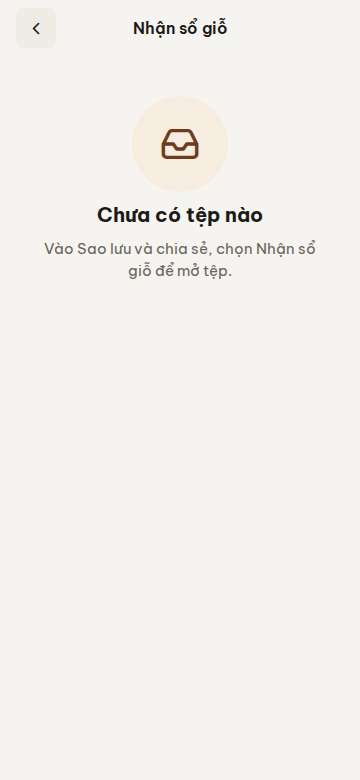 Nhận sổ giỗ
Chưa có tệp nào
Vào Sao lưu và chia sẻ, chọn Nhận sổ
giỗ để mở tệp.